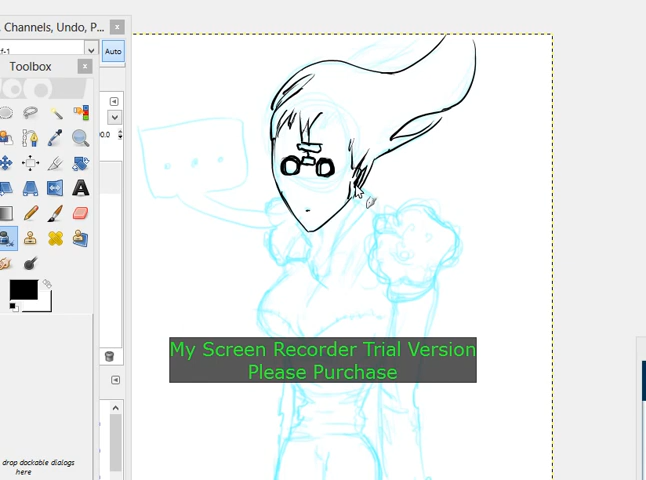 Channels, Undo, P...
Auto
Toolbox
My Screen Recorder Trial Version
Please Purchase
drop dockable dialogs
here